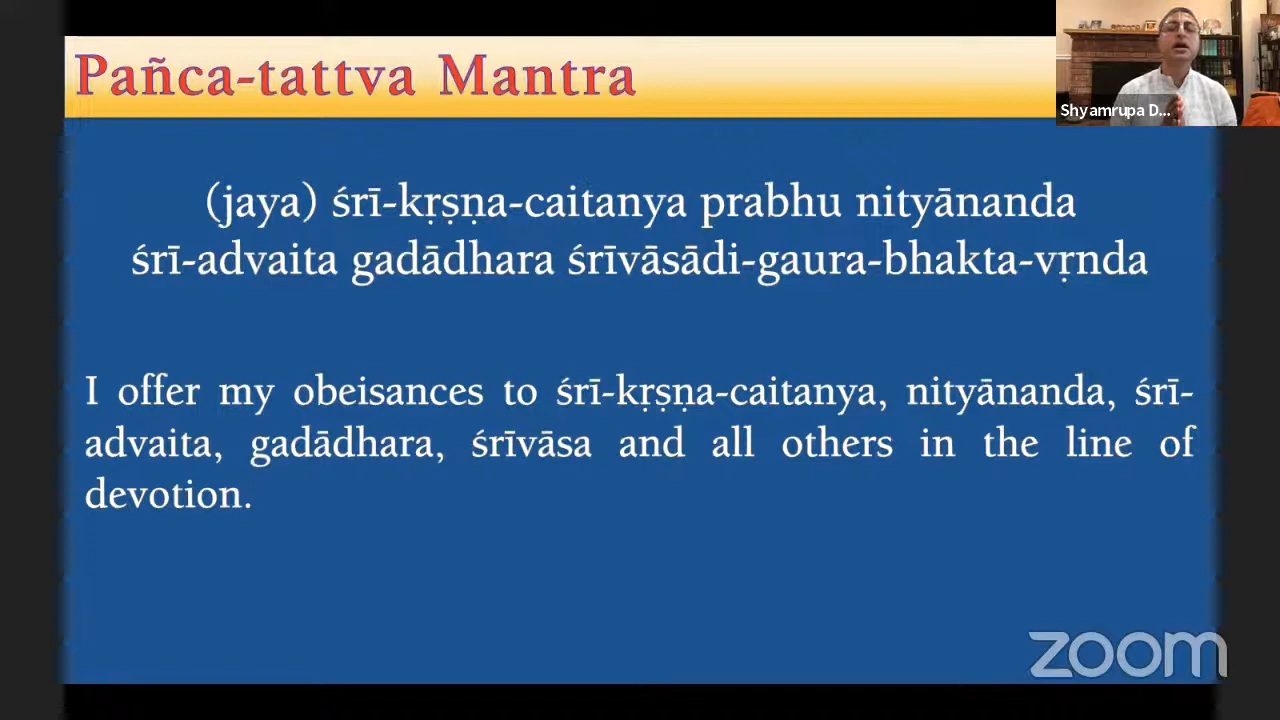 Pañca-tattva Mantra
Shyamrupa D...
(jaya) śrī-kṛṣṇa-caitanya prabhu nityānanda
śrī-advaita gadādhara śrīvāsādi-gaura-bhakta-vṛnda
I offer my obeisances to śrī-kṛṣṇa-caitanya, nityānanda, śrī-
advaita, gadādhara, śrīvāsa and all others in the line of
devotion.
zoom